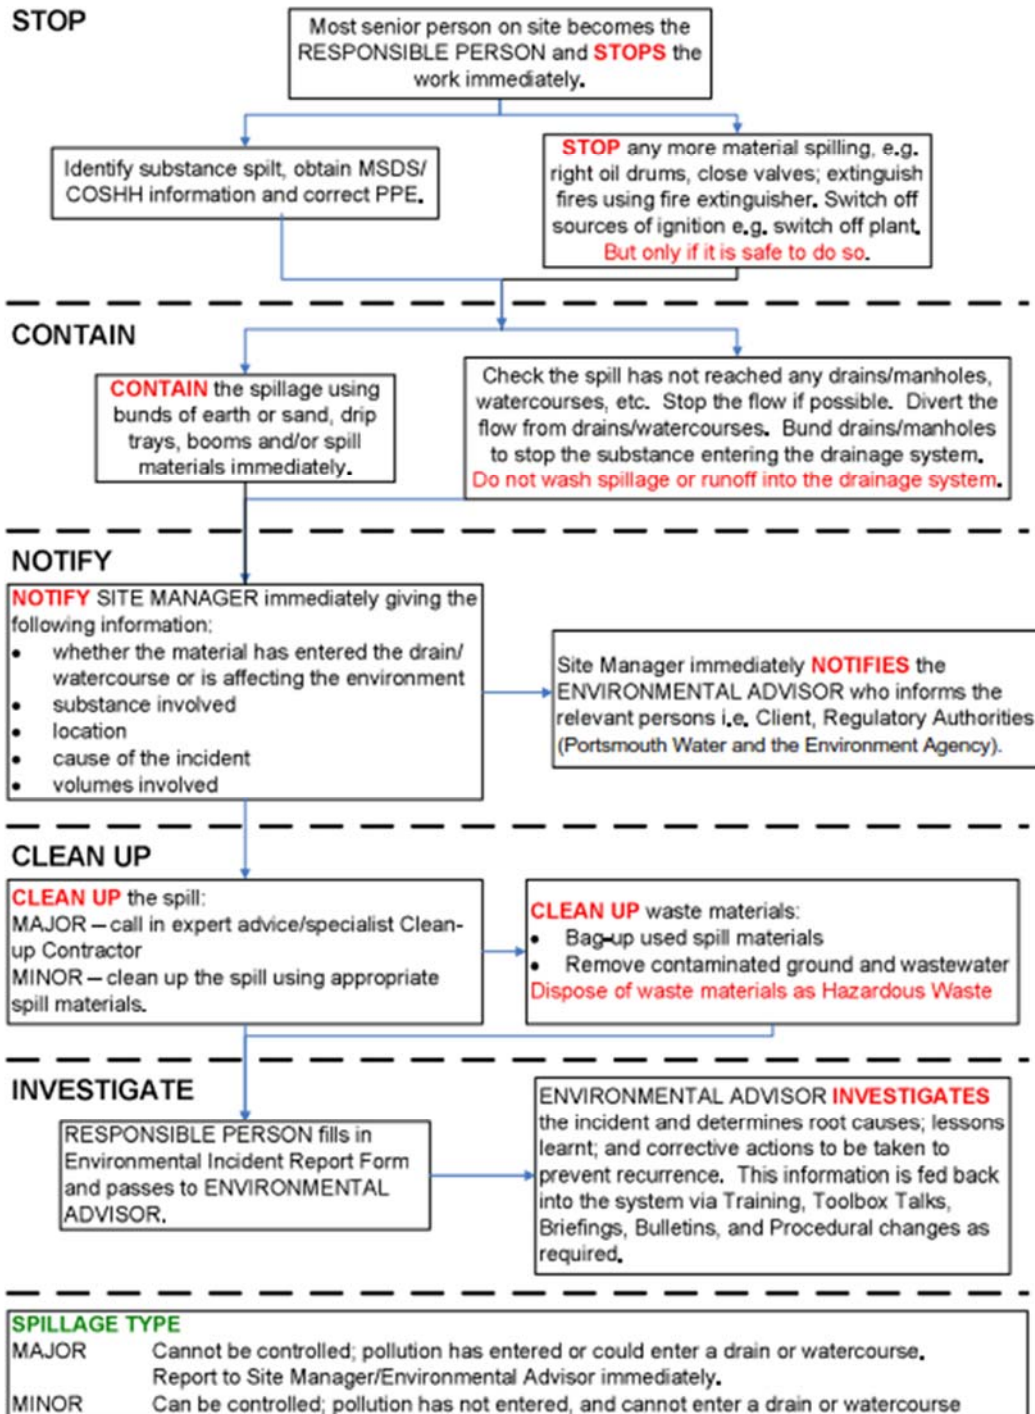 STOP
Most senior person on site becomes the
RESPONSIBLE PERSON and STOPS the
work immediately.
Identify substance spilt, obtain MSDS/
COSHH information and correct PPE.
STOP any more material spilling, e.g.
right oil drums, close valves; extinguish
fires using fire extinguisher. Switch off
sources of ignition e.g. switch off plant.
But only if it is safe to do so.
CONTAIN
CONTAIN the spillage using
bunds of earth or sand, drip
trays, booms and/or spill
materials immediately.
Check the spill has not reached any drains/manholes,
watercourses, etc. Stop the flow if possible. Divert the
flow from drains/watercourses. Bund drains/manholes
to stop the substance entering the drainage system.
Do not wash spillage or runoff into the drainage system.
NOTIFY
NOTIFY SITE MANAGER immediately giving the
following information:
• whether the material has entered the drain/
watercourse or is affecting the environment
• substance involved
• location
• cause of the incident
• volumes involved
Site Manager immediately NOTIFIES the
ENVIRONMENTAL ADVISOR who informs the
relevant persons i.e. Client, Regulatory Authorities
(Portsmouth Water and the Environment Agency).
CLEAN UP
CLEAN UP the spill:
MAJOR – call in expert advice/specialist Clean-
up Contractor
MINOR – clean up the spill using appropriate
spill materials.
CLEAN UP waste materials:
• Bag-up used spill materials
• Remove contaminated ground and wastewater
Dispose of waste materials as Hazardous Waste
INVESTIGATE
RESPONSIBLE PERSON fills in
Environmental Incident Report Form
and passes to ENVIRONMENTAL
ADVISOR.
ENVIRONMENTAL ADVISOR INVESTIGATES
the incident and determines root causes; lessons
learnt; and corrective actions to be taken to
prevent recurrence. This information is fed back
into the system via Training, Toolbox Talks,
Briefings, Bulletins, and Procedural changes as
required.
SPILLAGE TYPE
MAJOR Cannot be controlled; pollution has entered or could enter a drain or watercourse.
Report to Site Manager/Environmental Advisor immediately.
MINOR Can be controlled; pollution has not entered, and cannot enter a drain or watercourse